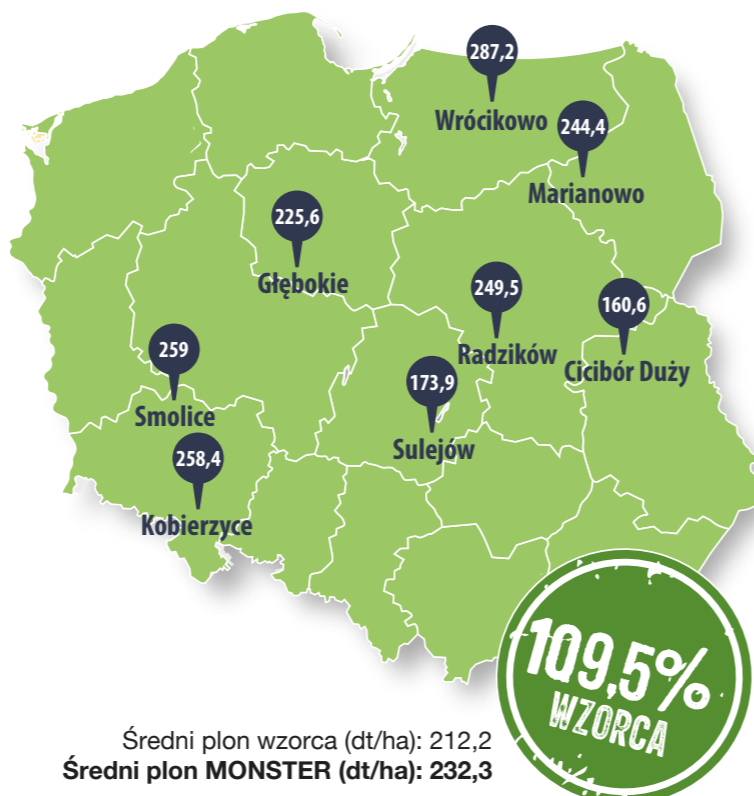 287,2
Wrócikowo
244,4
Marianowo
225,6
Głębokie
249,5
Radzików
160,6
Cicibór Duży
259
Smolice
173,9
Sulejów
258,4
Kobierzyce
109,5%
WZORCA
Średni plon wzorca (dt/ha): 212,2
Średni plon MONSTER (dt/ha): 232,3